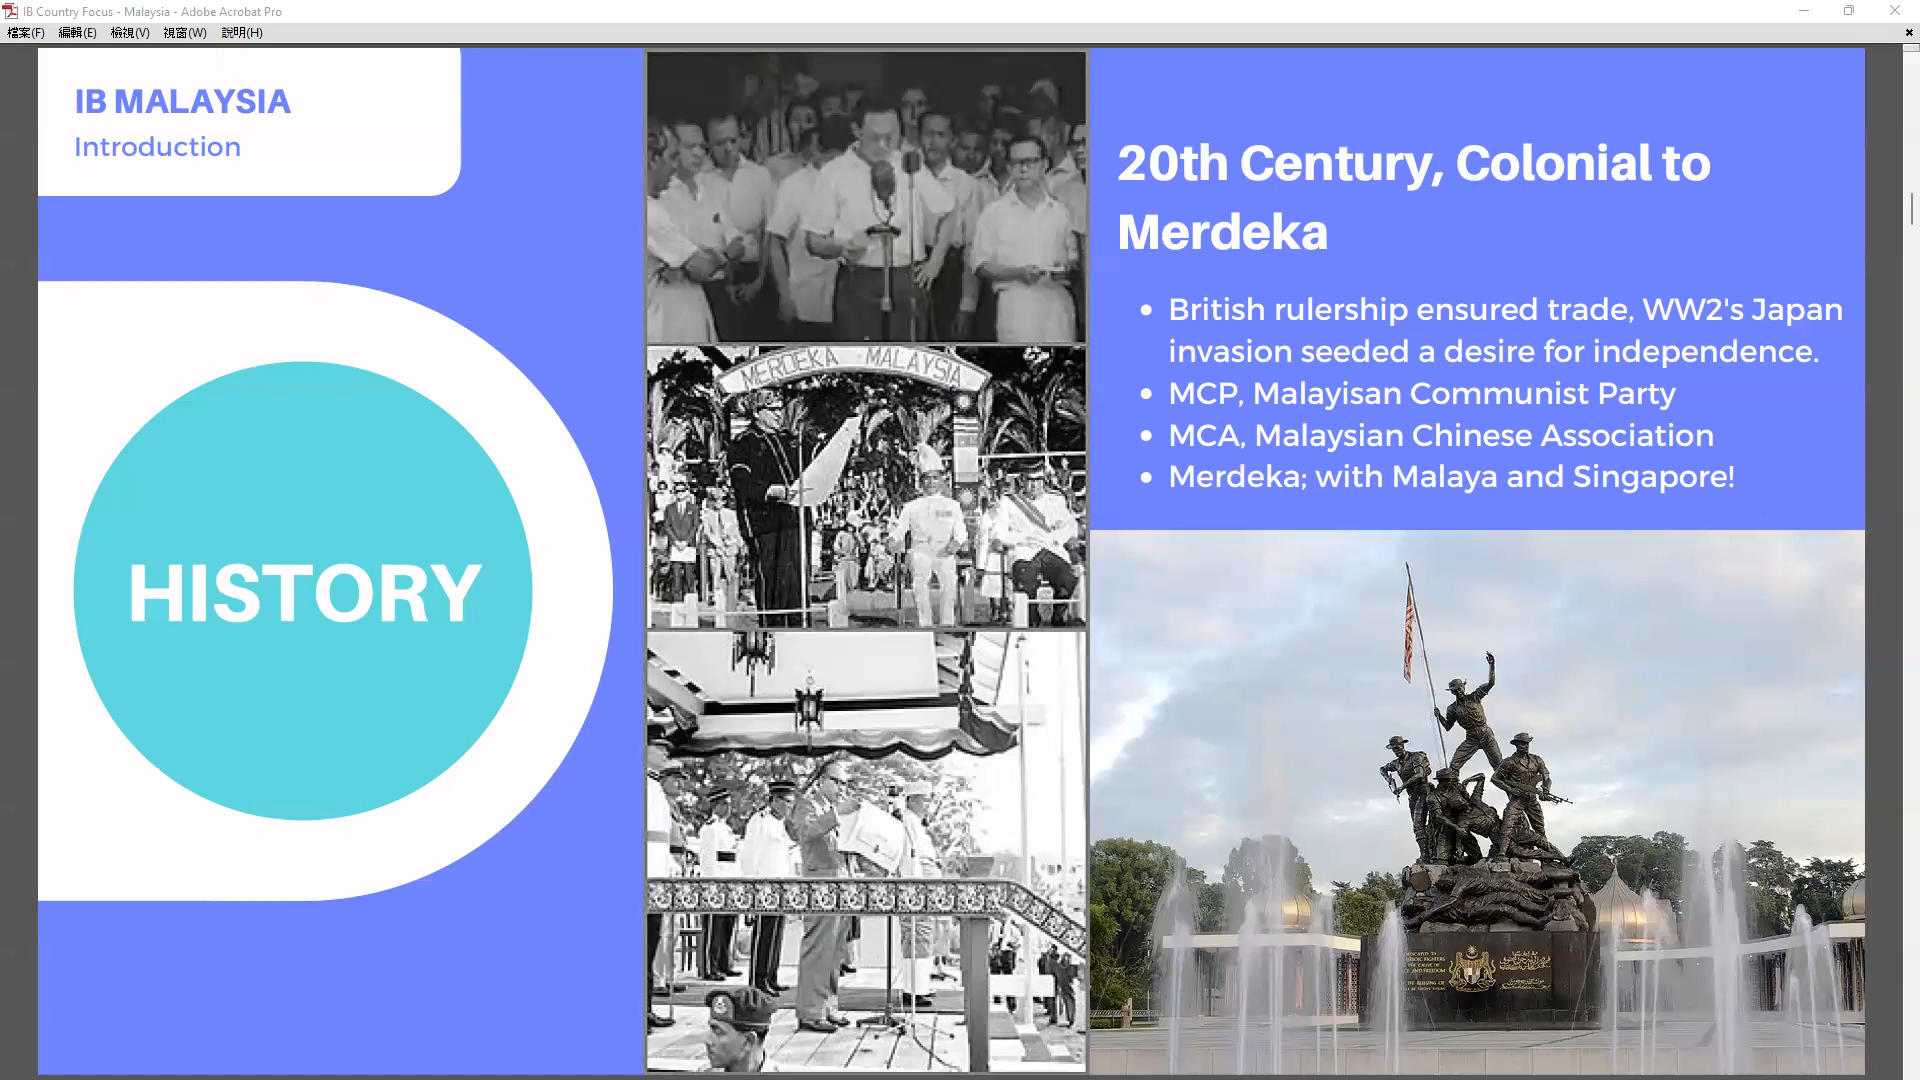 IB Country Focus - Malaysia - Adobe Acrobat Pro
檔案(F) 編輯(E) 檢視(V) 視窗(W) 說明(H)
IB MALAYSIA
Introduction
HISTORY
MERDEKA MALAYSIA
20th Century, Colonial to
Merdeka
• British rulership ensured trade, WW2's Japan
invasion seeded a desire for independence.
• MCP, Malayisan Communist Party
• MCA, Malaysian Chinese Association
• Merdeka; with Malaya and Singapore!